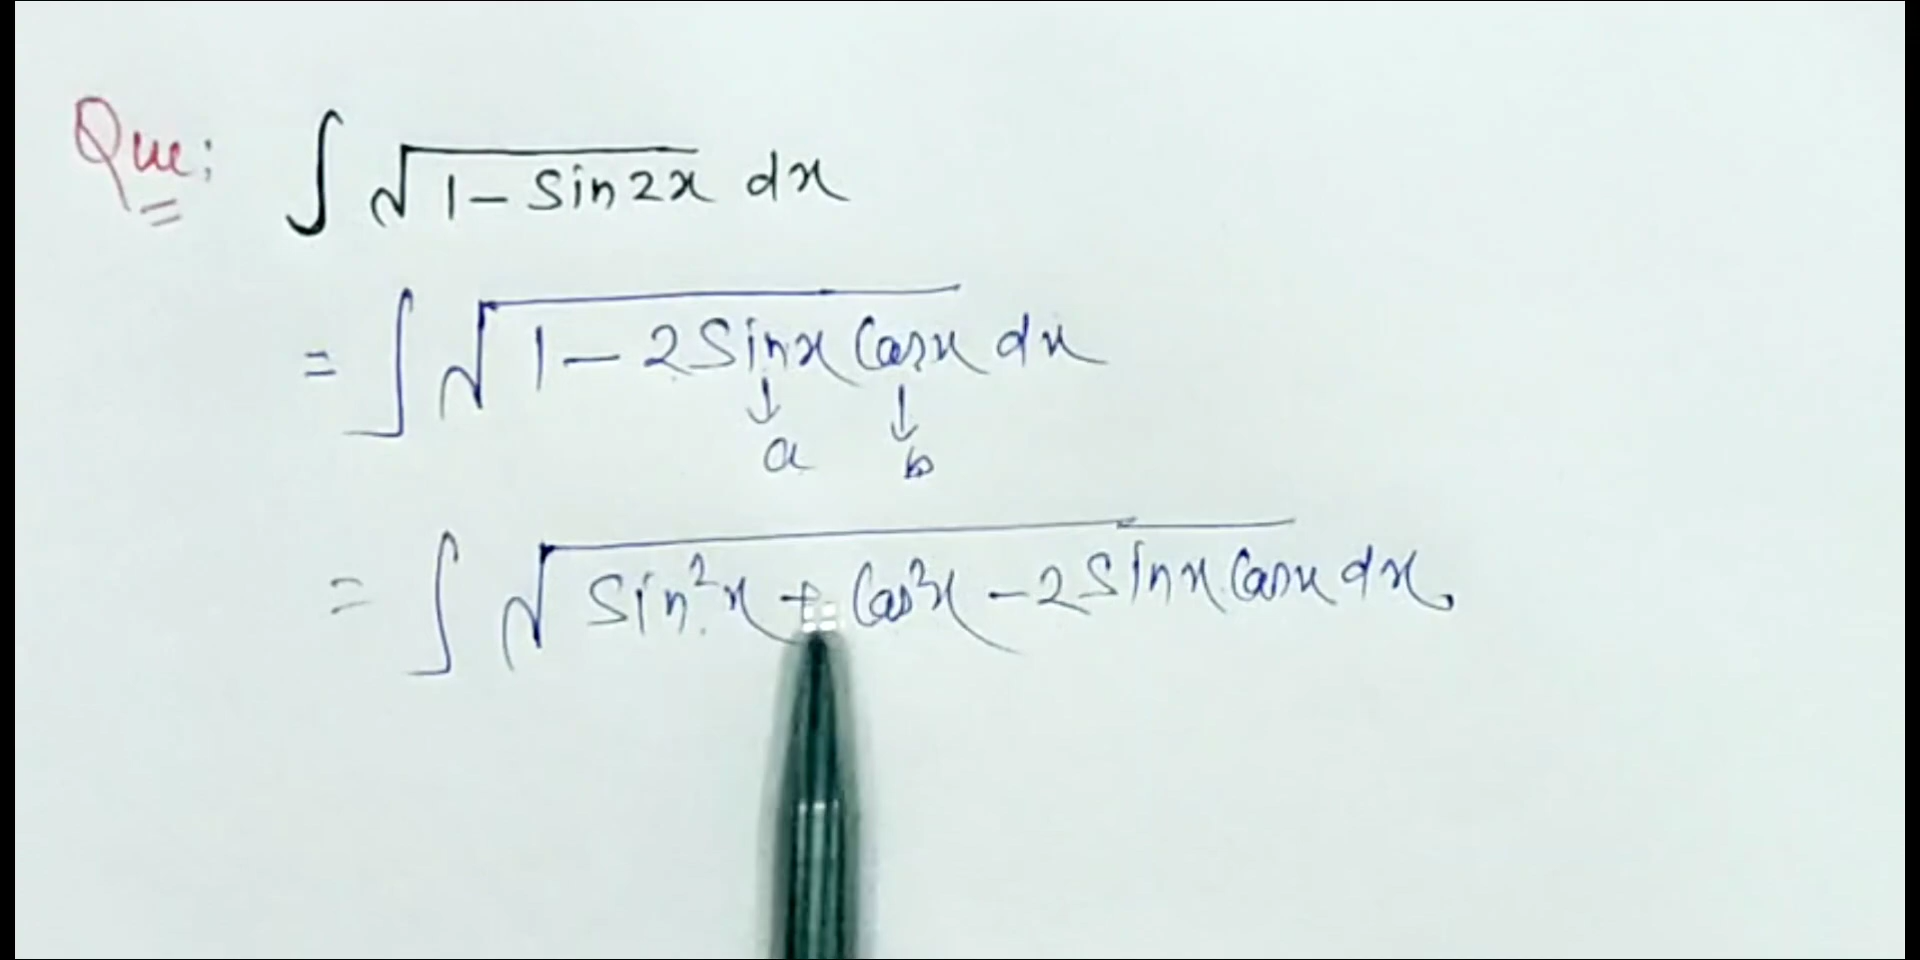 Que: ∫ √1 - Sin2x dx
= ∫ √1 - 2 Sinx Cosx dx
↓ ↓
a b
= ∫ √Sin²x + Cos²x - 2 Sinx Cosx dx.